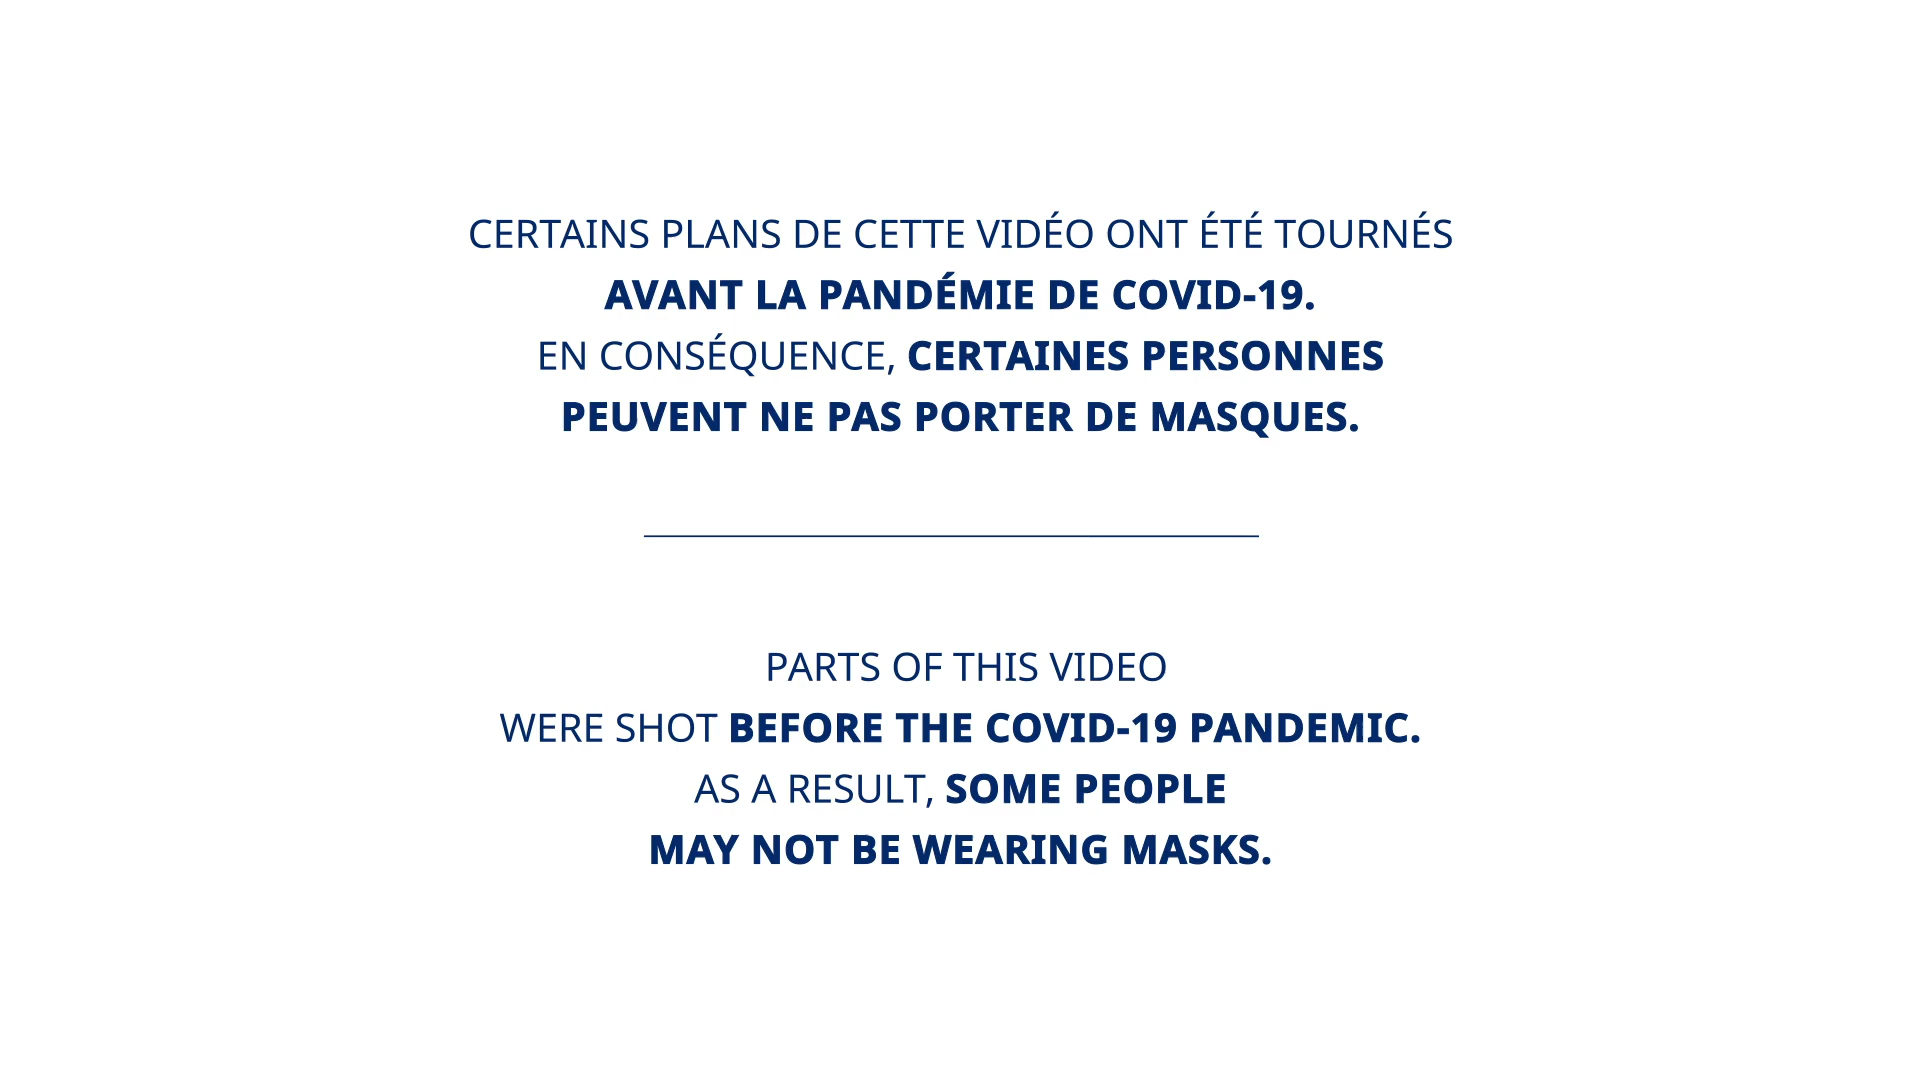 CERTAINS PLANS DE CETTE VIDÉO ONT ÉTÉ TOURNÉS
AVANT LA PANDÉMIE DE COVID-19.
EN CONSÉQUENCE, CERTAINES PERSONNES
PEUVENT NE PAS PORTER DE MASQUES.
PARTS OF THIS VIDEO
WERE SHOT BEFORE THE COVID-19 PANDEMIC.
AS A RESULT, SOME PEOPLE
MAY NOT BE WEARING MASKS.